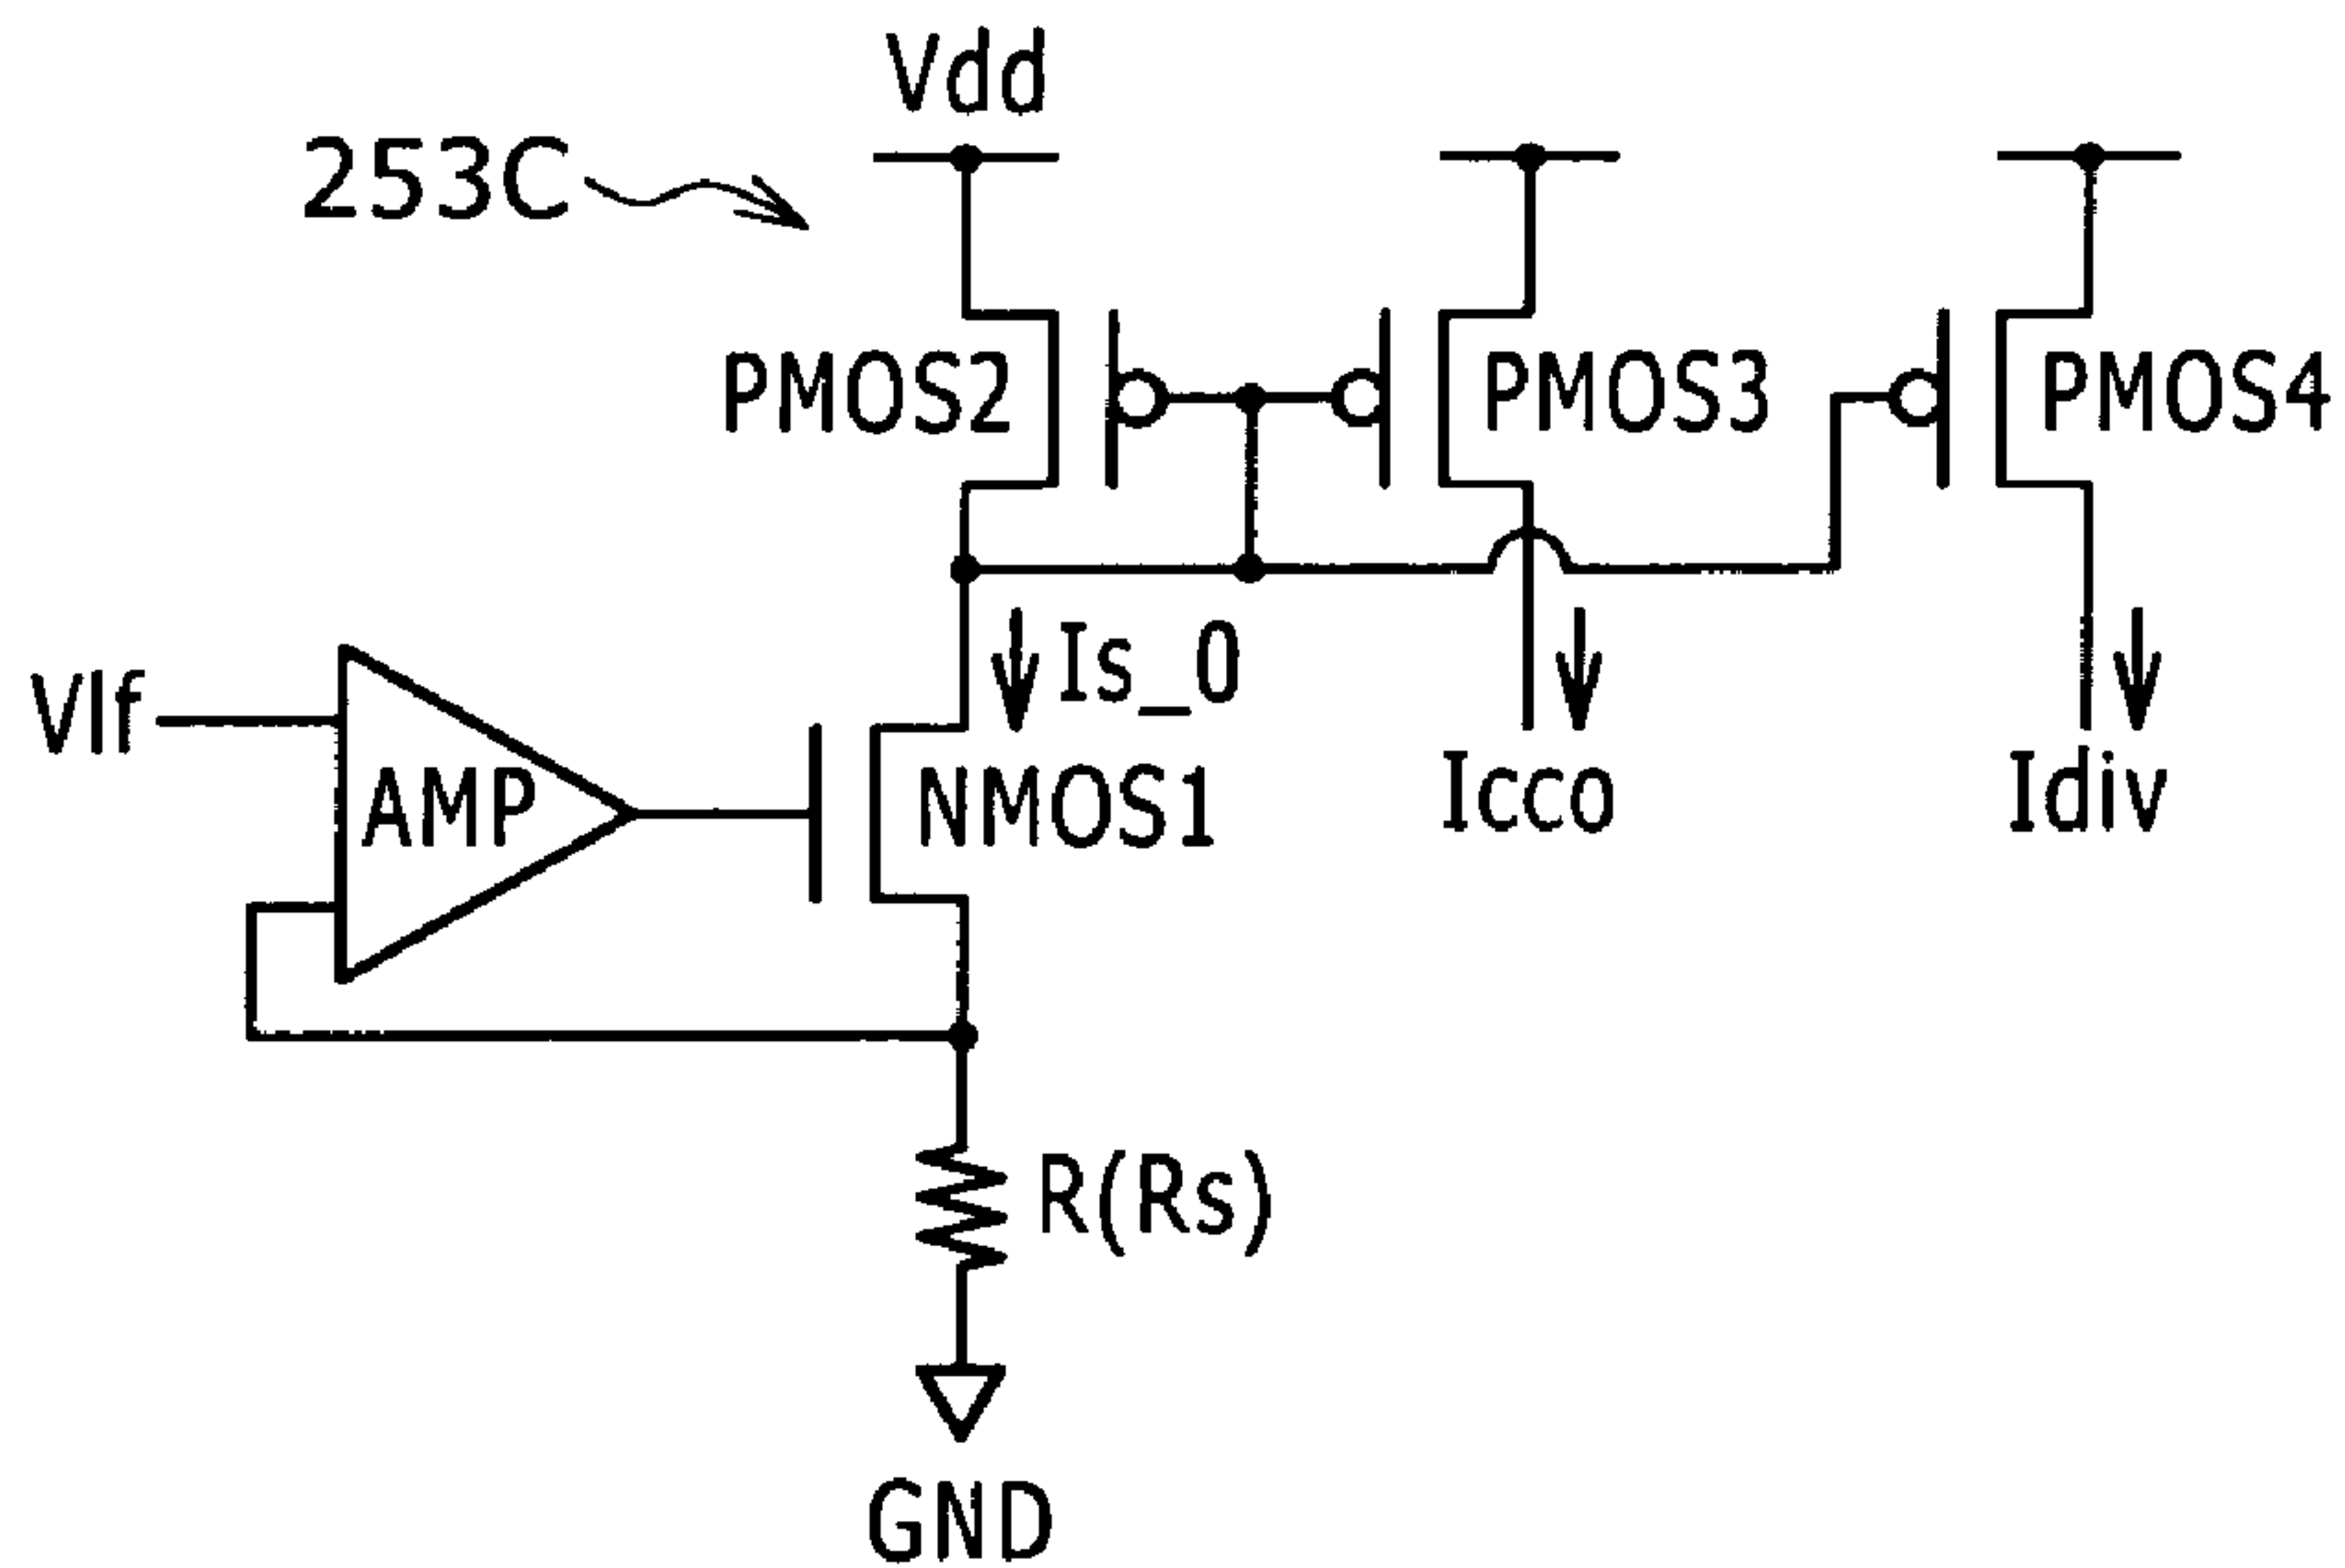 Vdd
253C
PMOS2
PMOS3
PMOS4
Is_0
Vlf
AMP
NMOS1
Icco
Idiv
R(Rs)
GND